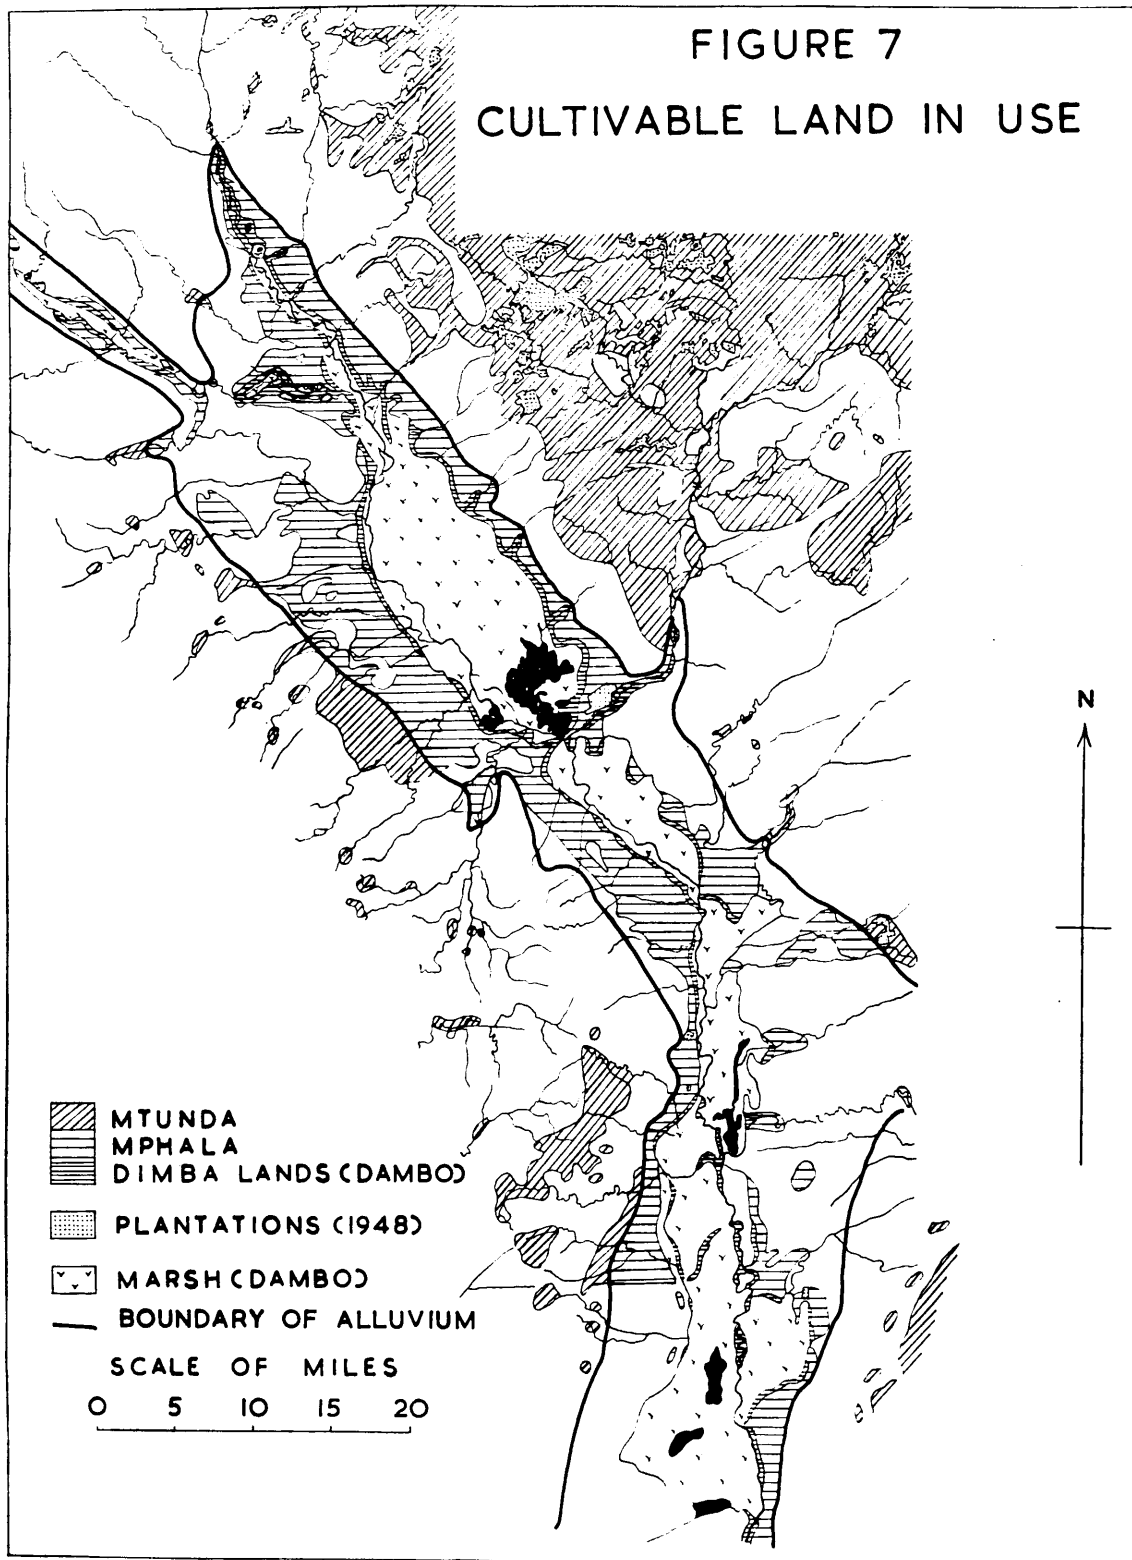 FIGURE 7
CULTIVABLE LAND IN USE
N
MTUNDA
MPHALA
DIMBA LANDS (DAMBO)
PLANTATIONS (1948)
MARSH (DAMBO)
BOUNDARY OF ALLUVIUM
SCALE OF MILES
0 5 10 15 20